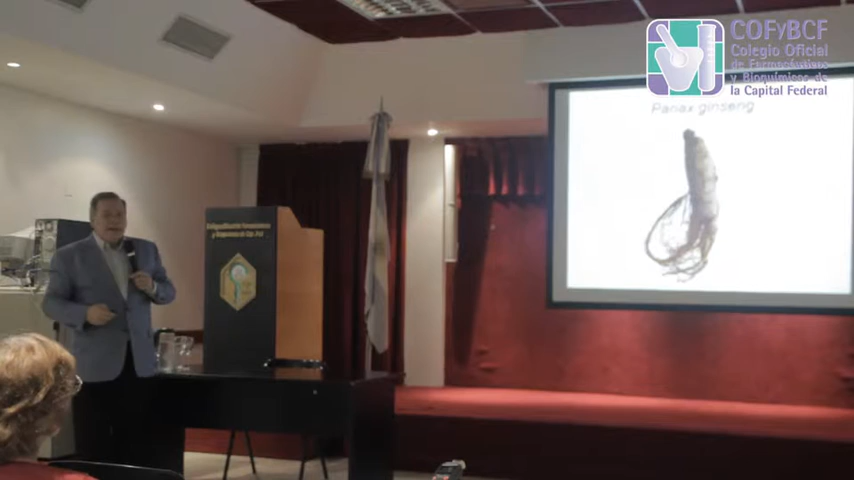 COFyBCF
Colegio Oficial
de Farmacéuticos
y Bioquímicos de
la Capital Federal
Panax ginseng